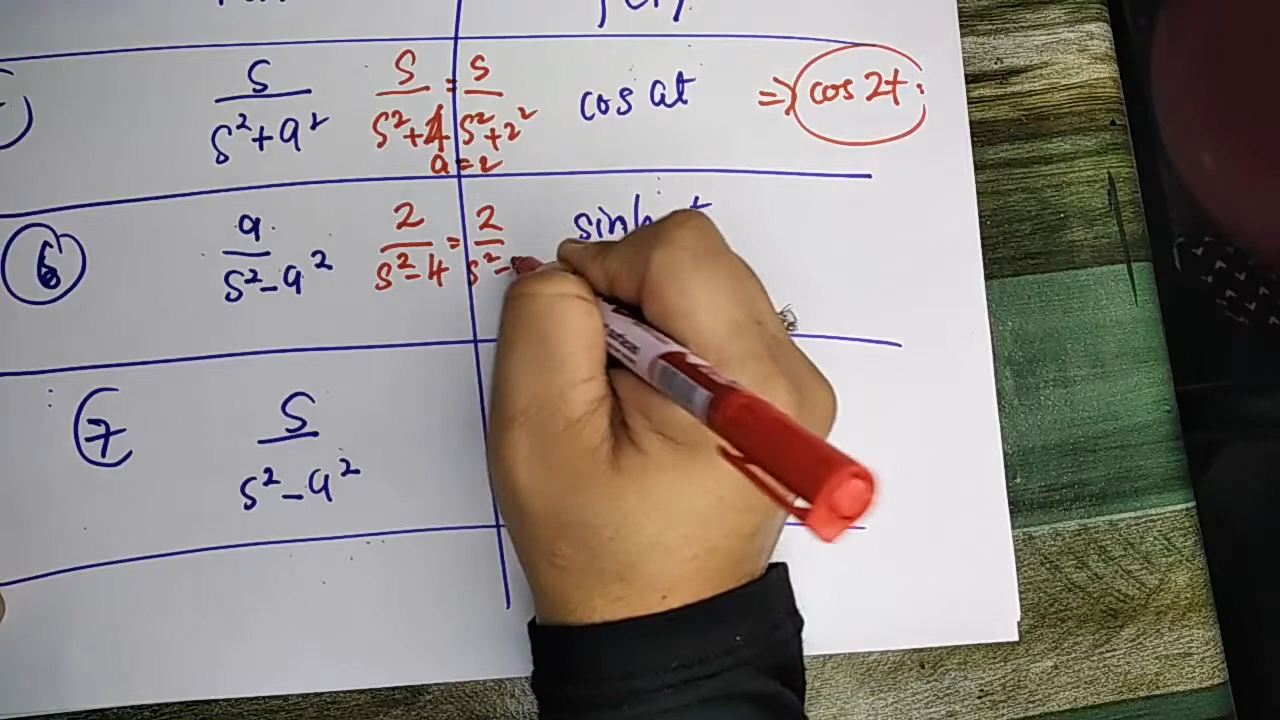 S/(S²+a²) S/(S²+4) = S/(S²+2²) cos at ⇒ cos 2t
a=2
6 a/(S²-a²) 2/(S²-4) = 2/(S²- sinh
7 S/(S²-a²)